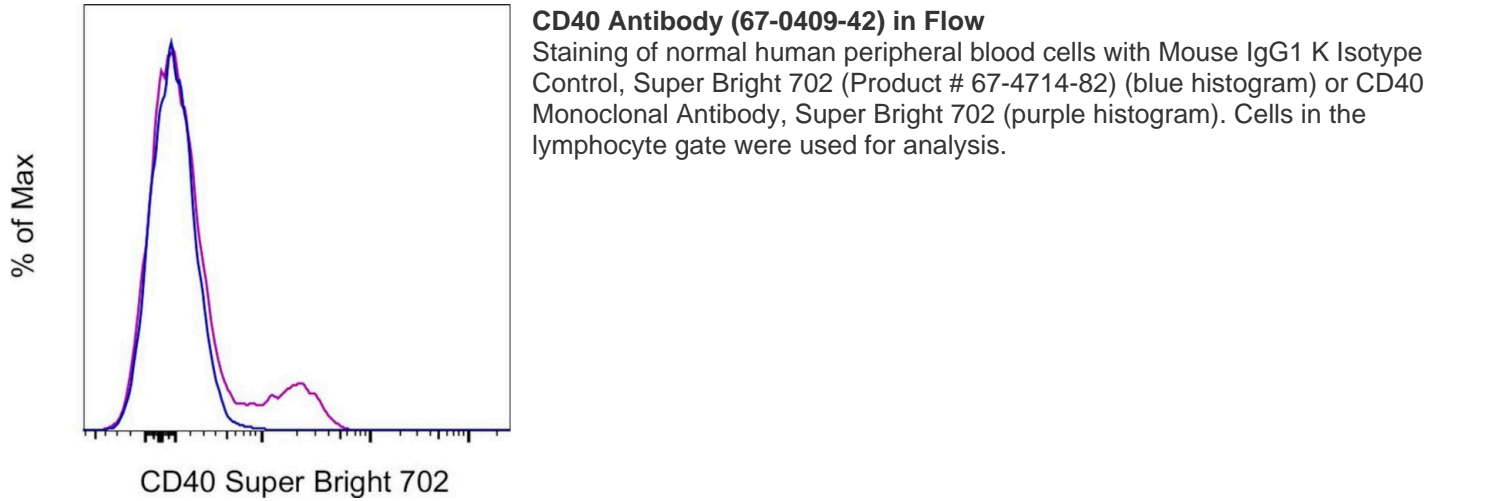 CD40 Antibody (67-0409-42) in Flow
Staining of normal human peripheral blood cells with Mouse IgG1 K Isotype
Control, Super Bright 702 (Product # 67-4714-82) (blue histogram) or CD40
Monoclonal Antibody, Super Bright 702 (purple histogram). Cells in the
lymphocyte gate were used for analysis.
% of Max
CD40 Super Bright 702